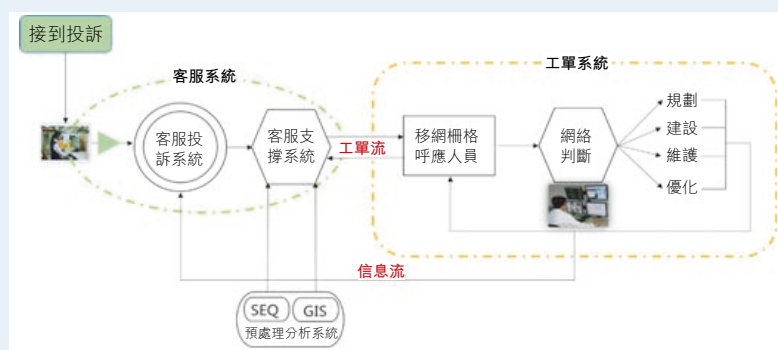 接到投訴
客服系統
工單系統
客服投
訴系統
客服支
撐系統
工單流
移網柵格
呼應人員
網絡
判斷
規劃
建設
維護
優化
信息流
SEQ
GIS
預處理分析系統